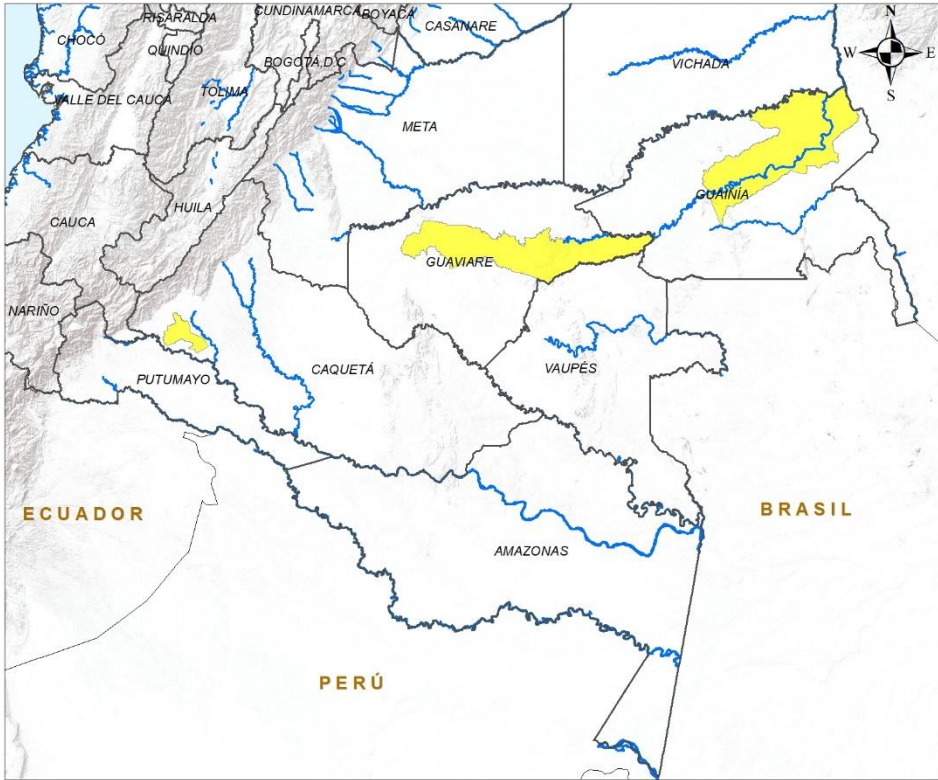 RISARALDA
CUNDINAMARCA
BOYACÁ
CASANARE
N
CHOCÓ
QUINDÍO
BOGOTÁ D.C
W
E
VICHADA
S
VALLE DEL CAUCA
TOLIMA
META
GUAINÍA
HUILA
CAUCA
GUAVIARE
NARIÑO
CAQUETÁ
VAUPÉS
PUTUMAYO
ECUADOR
BRASIL
AMAZONAS
PERÚ